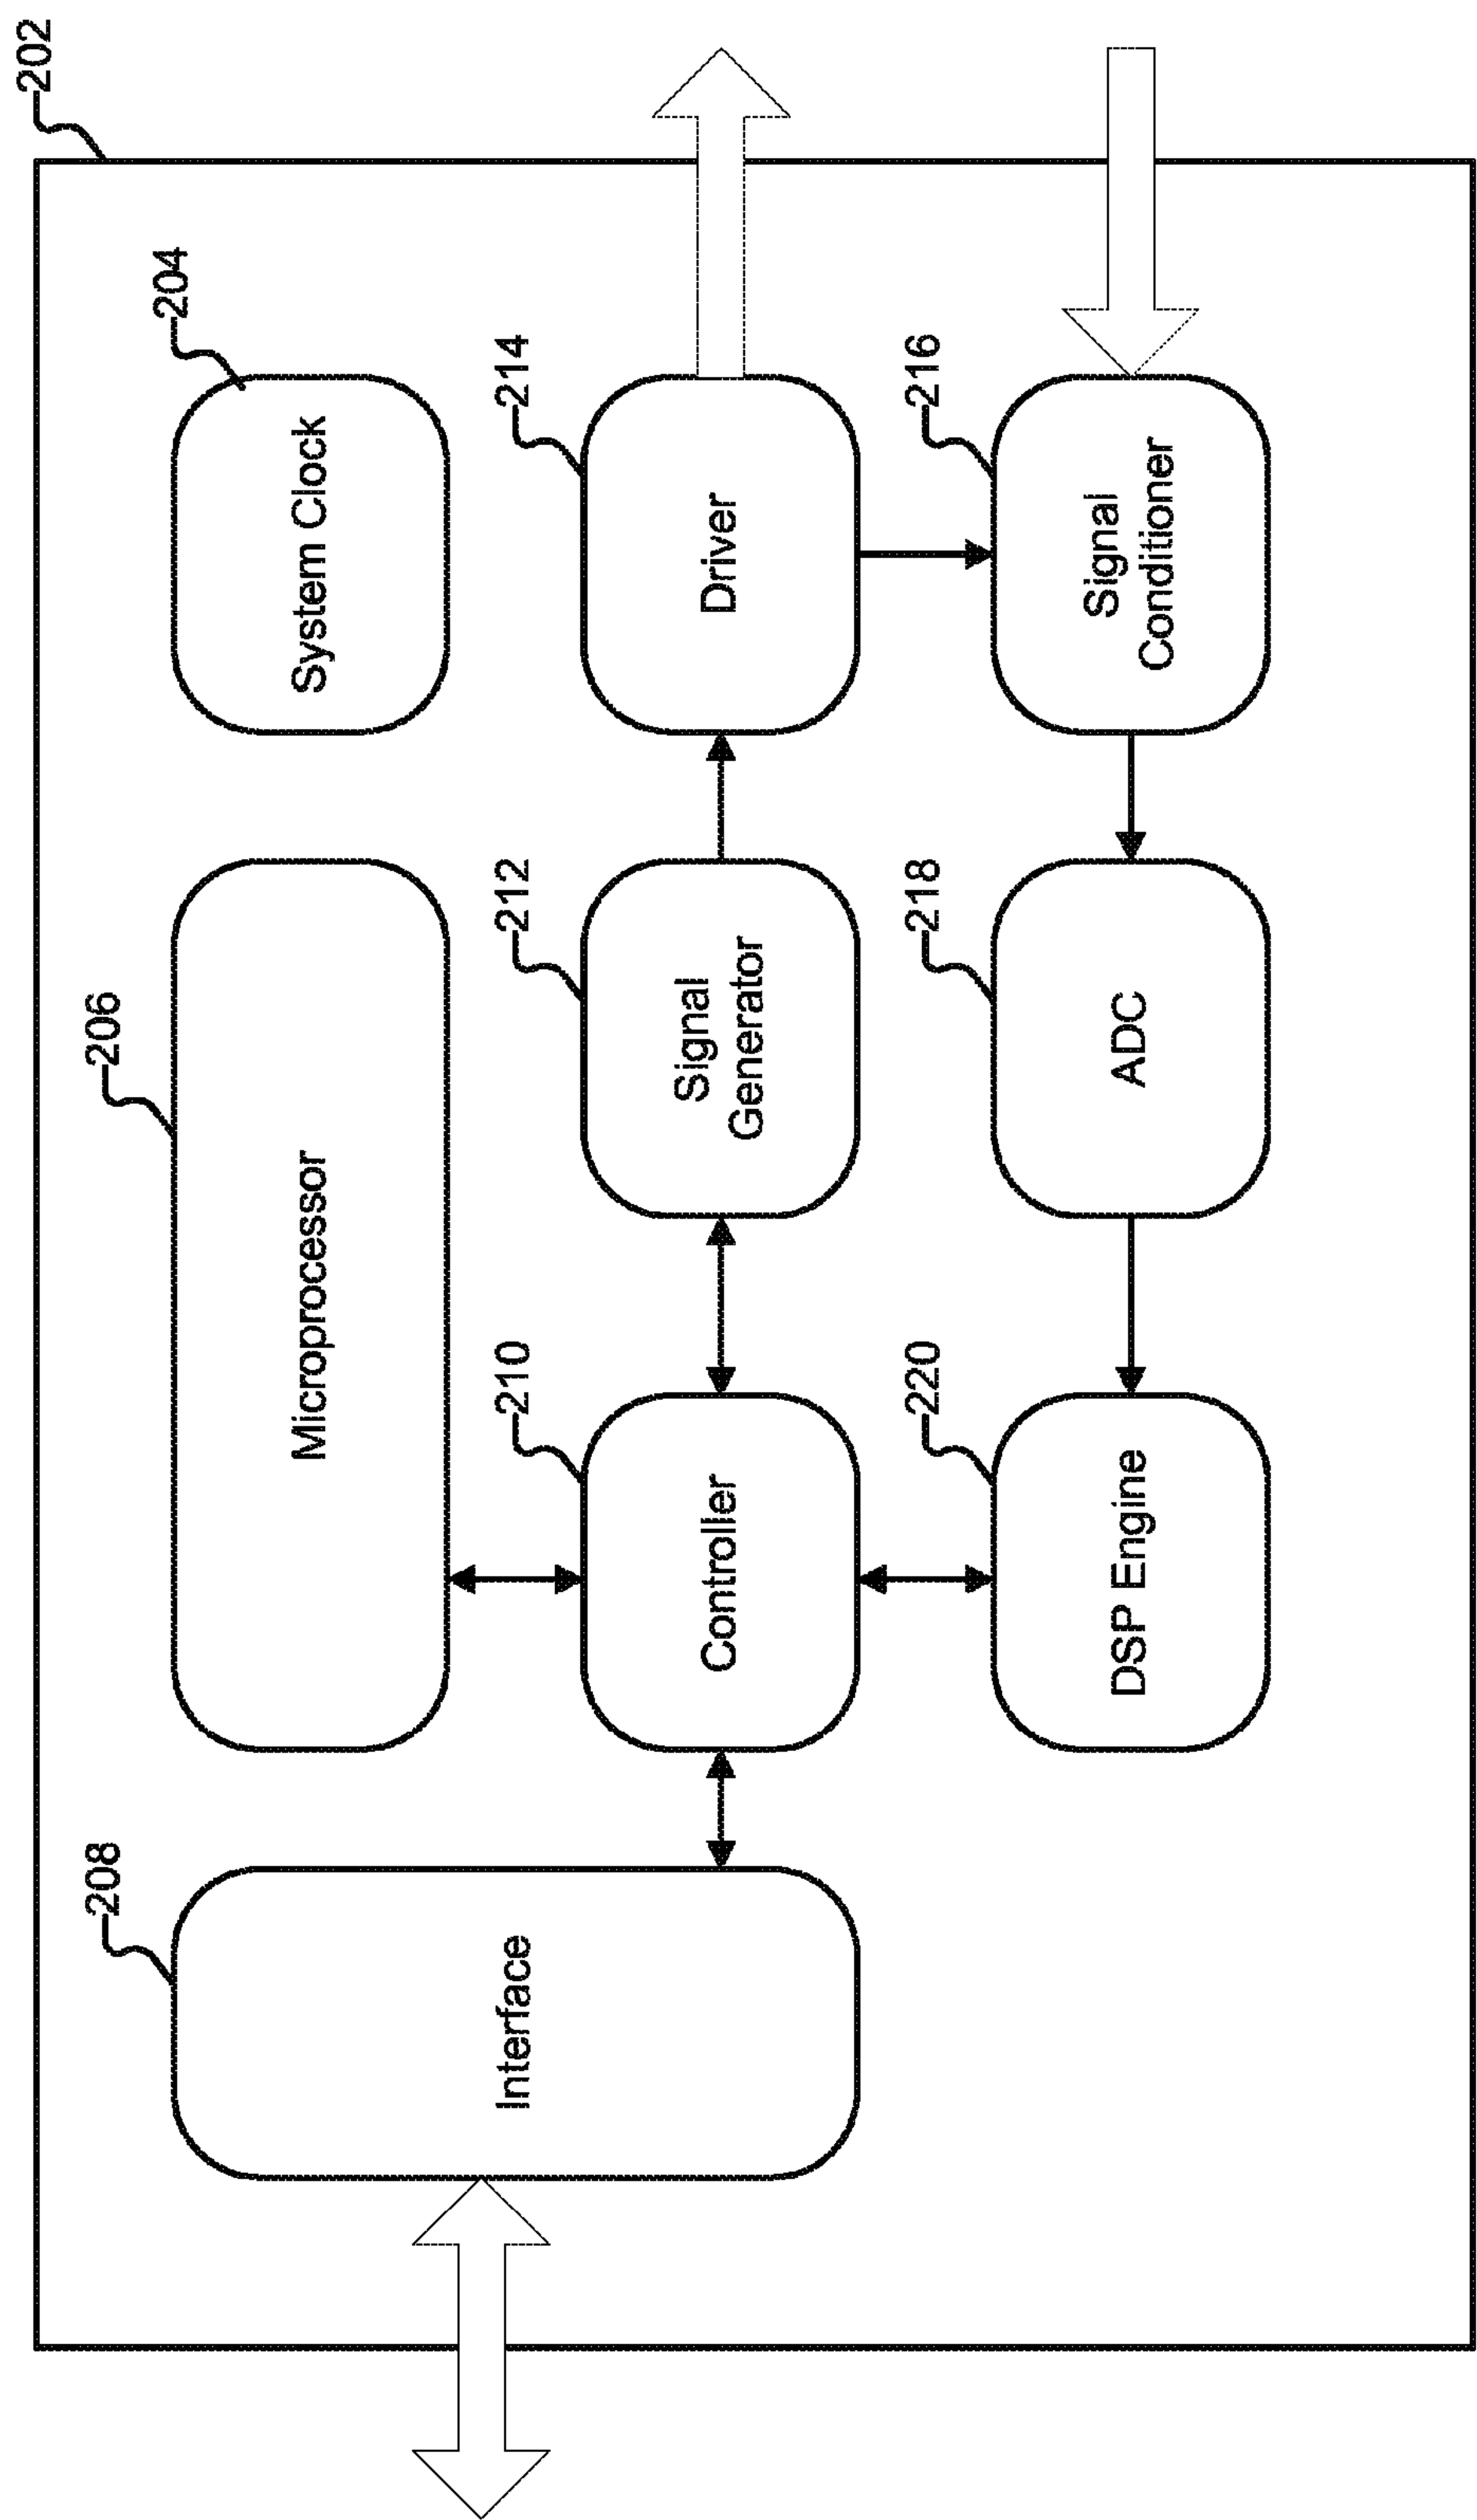 202
204
System Clock
206
Microprocessor
208
Interface
210
Controller
212
Signal
Generator
214
Driver
216
Signal
Conditioner
218
ADC
220
DSP Engine